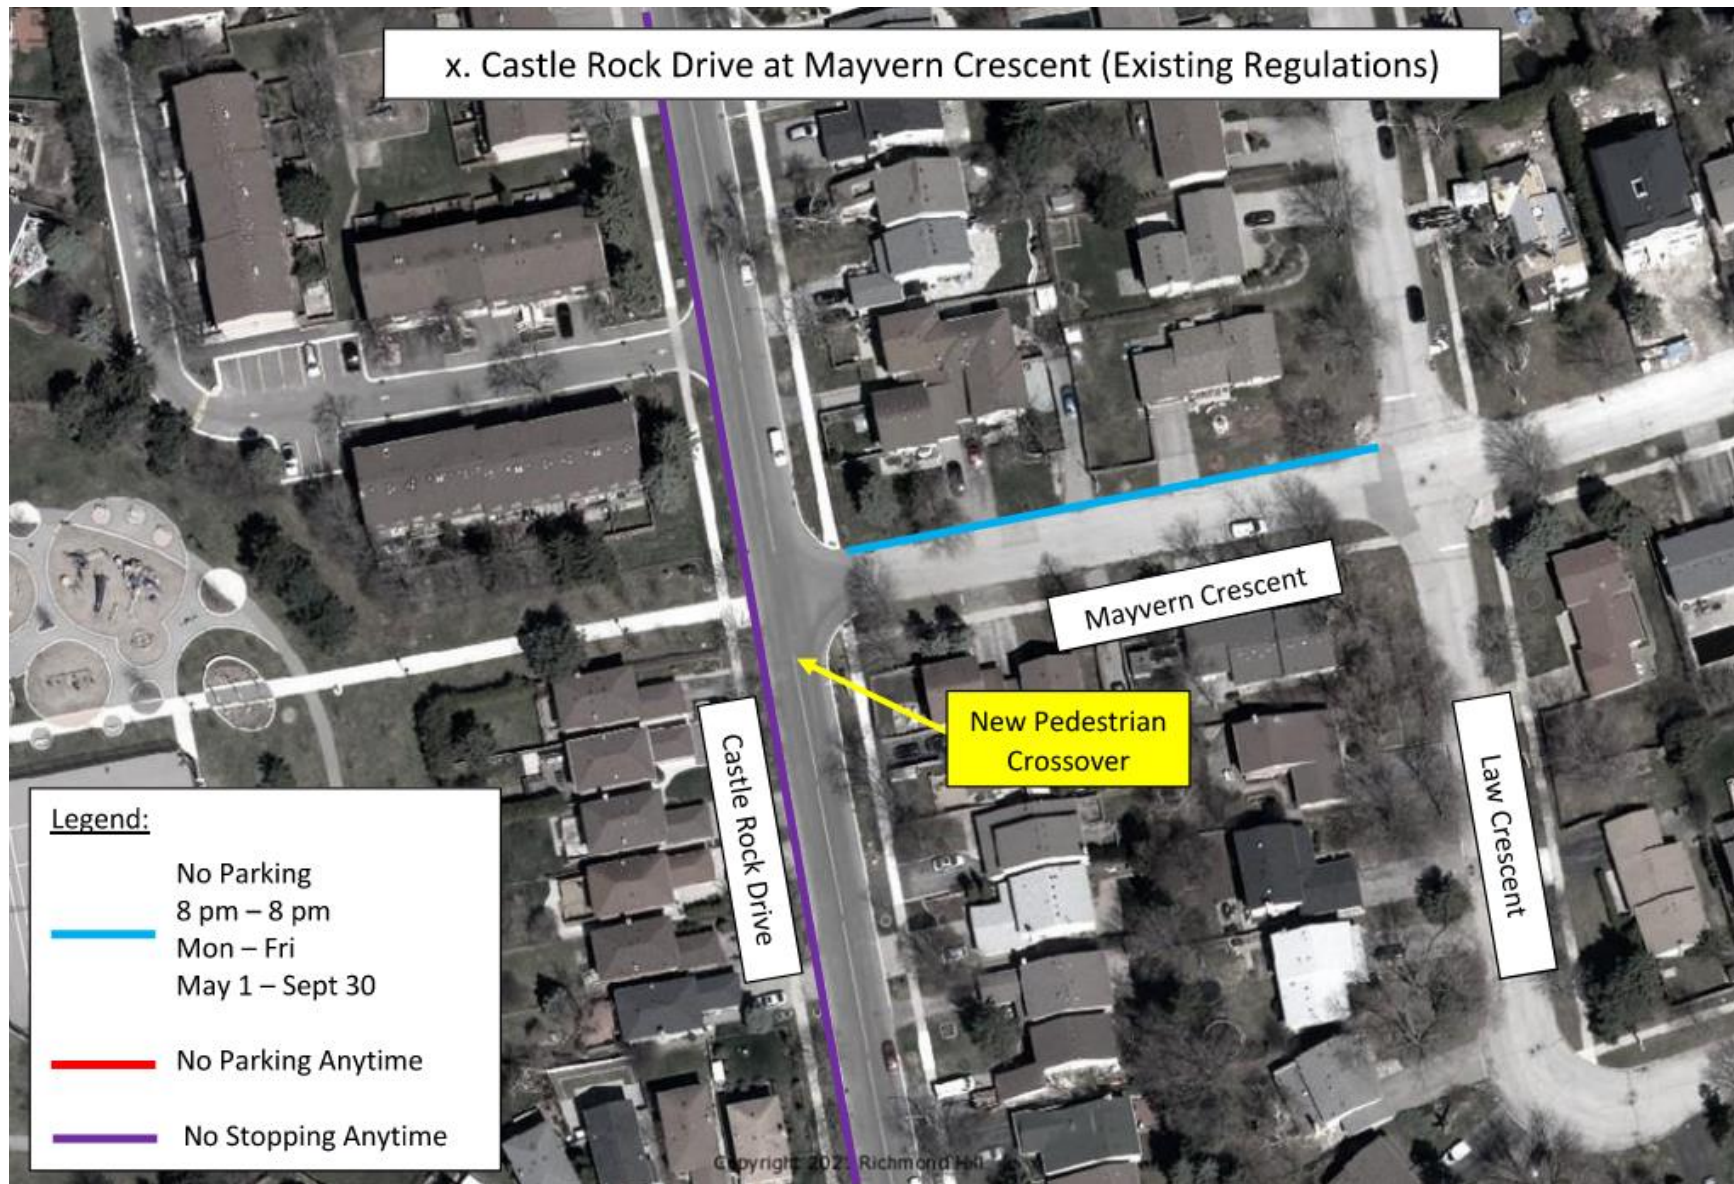 x. Castle Rock Drive at Mayvern Crescent (Existing Regulations)
Mayvern Crescent
New Pedestrian
Crossover
Castle Rock Drive
Law Crescent
Legend:
No Parking
8 pm – 8 pm
Mon – Fri
May 1 – Sept 30
No Parking Anytime
No Stopping Anytime
Copyright 2021 Richmond Hill